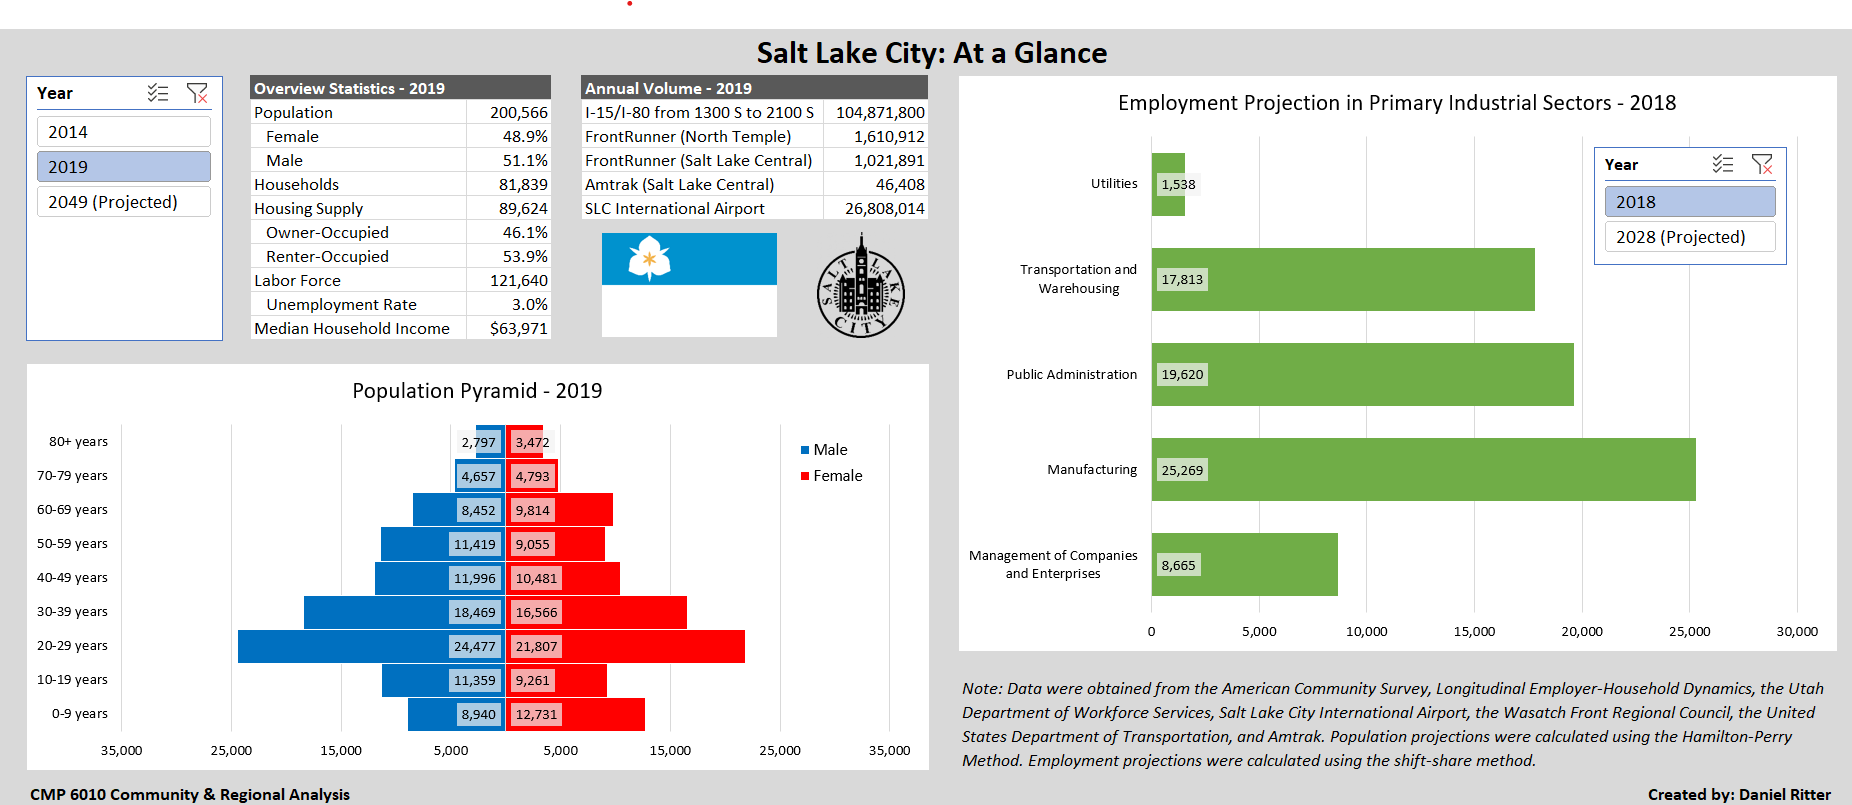 Salt Lake City: At a Glance
Year
2014
2019
2049 (Projected)
Overview Statistics - 2019
Population 200,566
Female 48.9%
Male 51.1%
Households 81,839
Housing Supply 89,624
Owner-Occupied 46.1%
Renter-Occupied 53.9%
Labor Force 121,640
Unemployment Rate 3.0%
Median Household Income $63,971
Annual Volume - 2019
I-15/I-80 from 1300 S to 2100 S 104,871,800
FrontRunner (North Temple) 1,610,912
FrontRunner (Salt Lake Central) 1,021,891
Amtrak (Salt Lake Central) 46,408
SLC International Airport 26,808,014
SALT LAKE CITY
Population Pyramid - 2019
80+ years 2,797 3,472
70-79 years 4,657 4,793
60-69 years 8,452 9,814
50-59 years 11,419 9,055
40-49 years 11,996 10,481
30-39 years 18,469 16,566
20-29 years 24,477 21,807
10-19 years 11,359 9,261
0-9 years 8,940 12,731
35,000 25,000 15,000 5,000 5,000 15,000 25,000 35,000
Male
Female
Employment Projection in Primary Industrial Sectors - 2018
Year
2018
2028 (Projected)
Utilities 1,538
Transportation and
Warehousing 17,813
Public Administration 19,620
Manufacturing 25,269
Management of Companies
and Enterprises 8,665
0 5,000 10,000 15,000 20,000 25,000 30,000
Note: Data were obtained from the American Community Survey, Longitudinal Employer-Household Dynamics, the Utah
Department of Workforce Services, Salt Lake City International Airport, the Wasatch Front Regional Council, the United
States Department of Transportation, and Amtrak. Population projections were calculated using the Hamilton-Perry
Method. Employment projections were calculated using the shift-share method.
CMP 6010 Community & Regional Analysis
Created by: Daniel Ritter